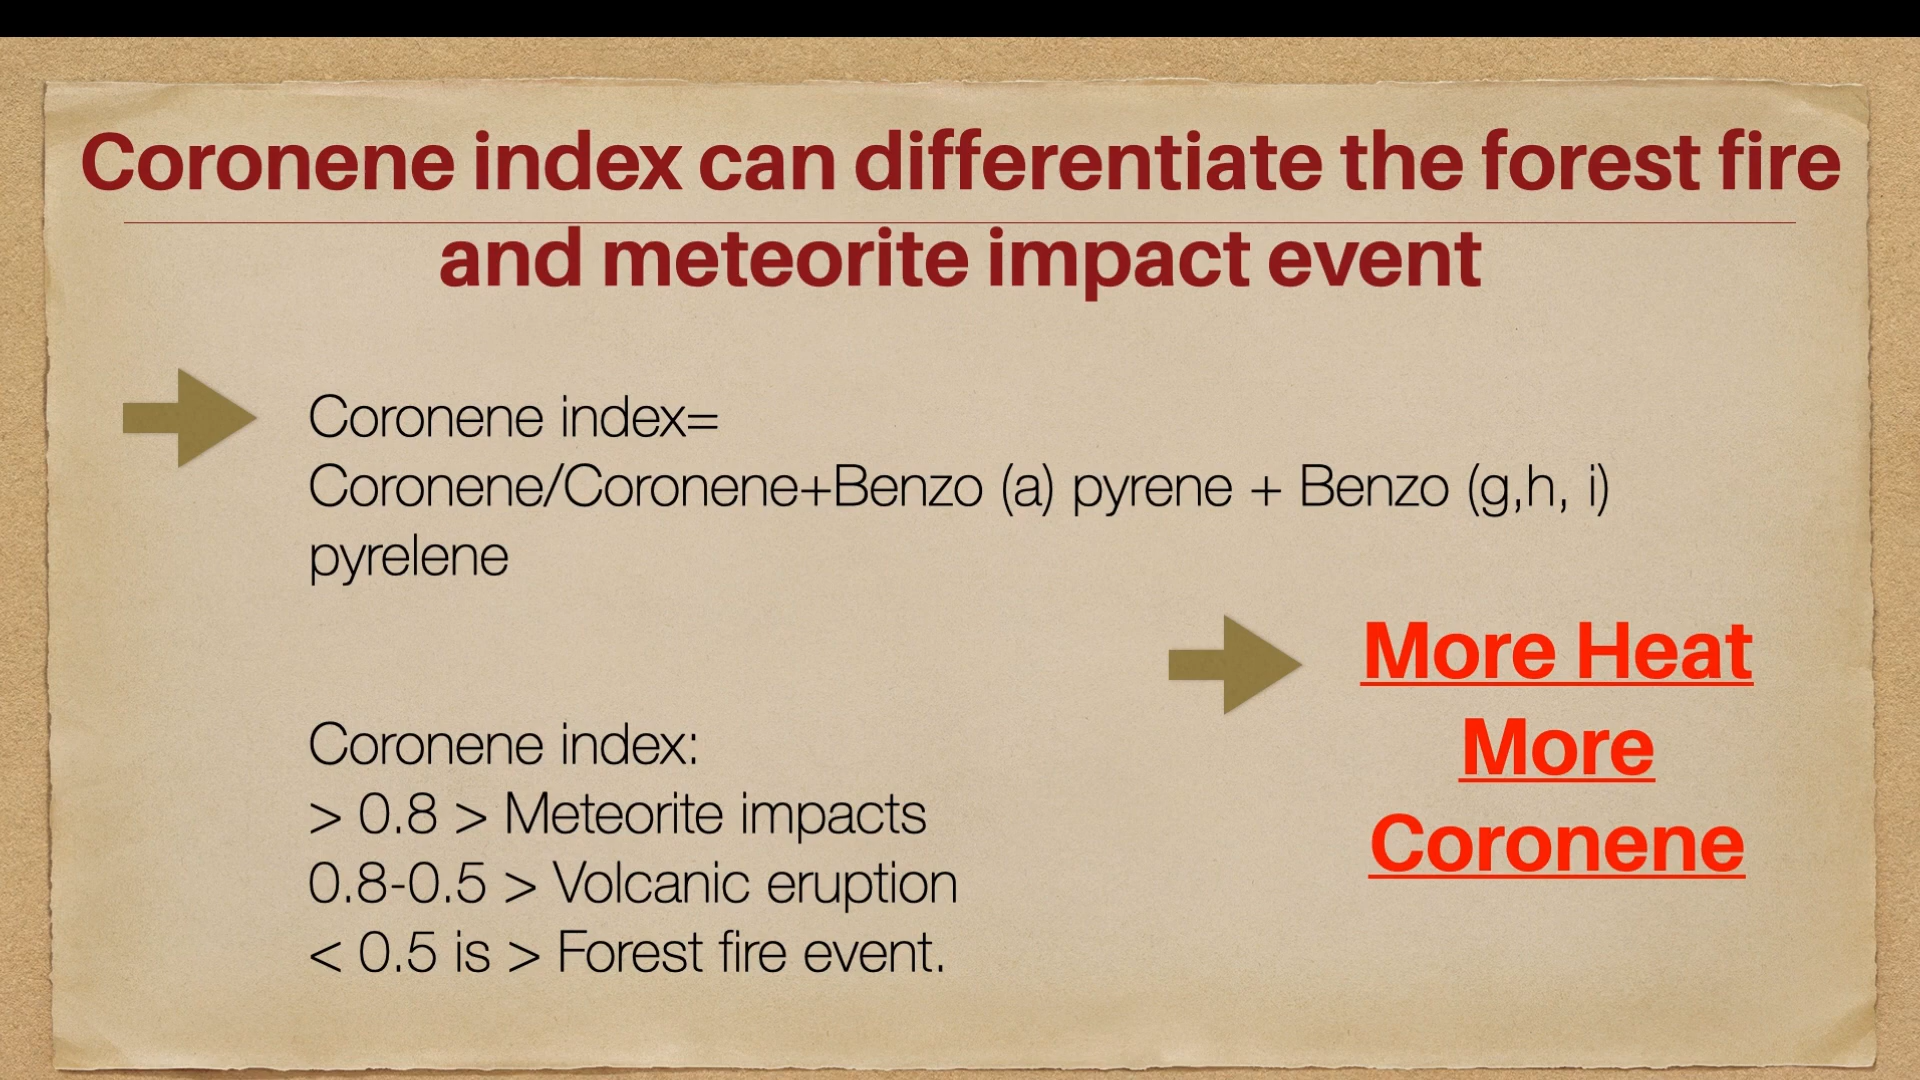 Coronene index can differentiate the forest fire
and meteorite impact event
Coronene index=
Coronene/Coronene+Benzo (a) pyrene + Benzo (g,h, i)
pyrelene
More Heat
More
Coronene
Coronene index:
> 0.8 > Meteorite impacts
0.8-0.5 > Volcanic eruption
< 0.5 is > Forest fire event.